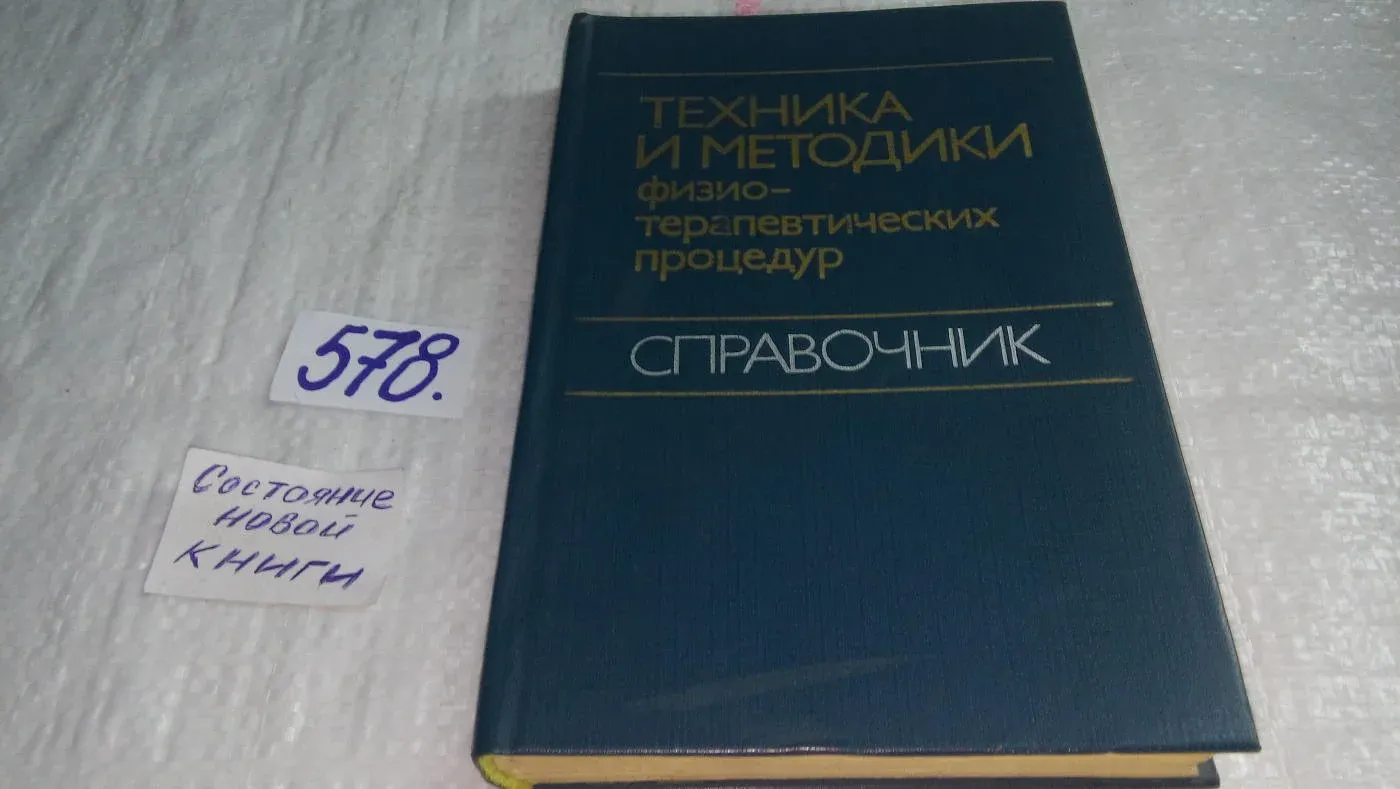 ТЕХНИКА
И МЕТОДИКИ
физио-
терапевтических
процедур
СПРАВОЧНИК
578.
Состояние
новой
книги